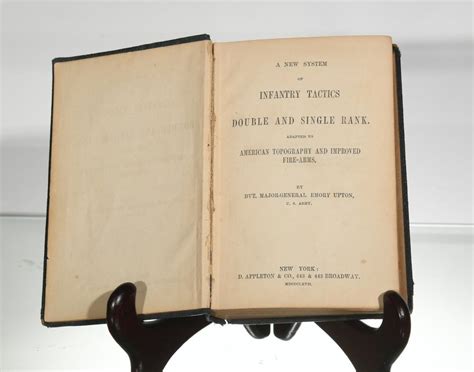 A NEW SYSTEM
OF
INFANTRY TACTICS
DOUBLE AND SINGLE RANK.
ADAPTED TO
AMERICAN TOPOGRAPHY AND IMPROVED
FIRE-ARMS,
BY
BVT. MAJOR-GENERAL EMORY UPTON,
U. S. ARMY.
NEW YORK:
D. APPLETON & CO., 443 & 445 BROADWAY.
MDCCCLXVII.